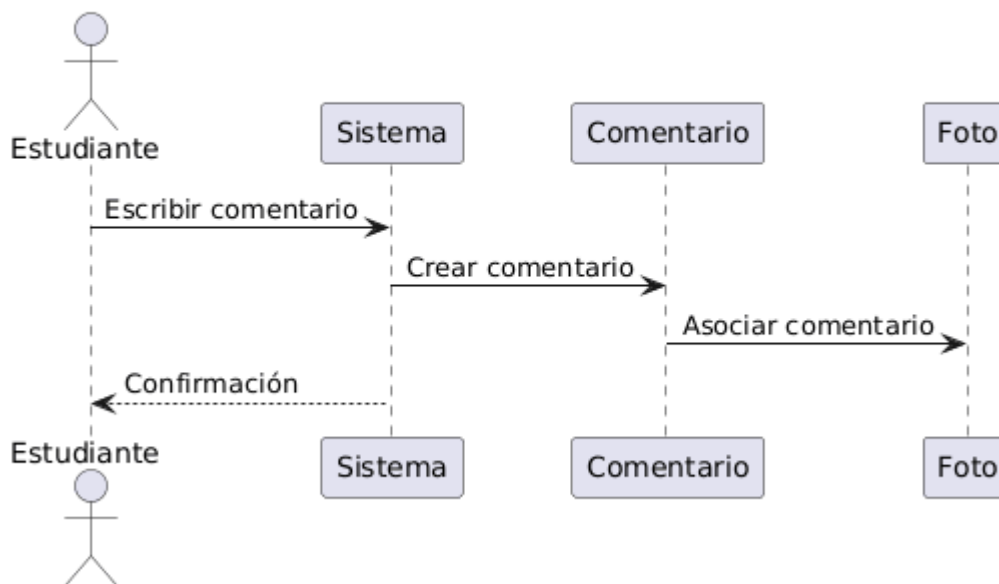 Estudiante
Sistema
Comentario
Foto
Escribir comentario
Crear comentario
Asociar comentario
Confirmación
Estudiante
Sistema
Comentario
Foto